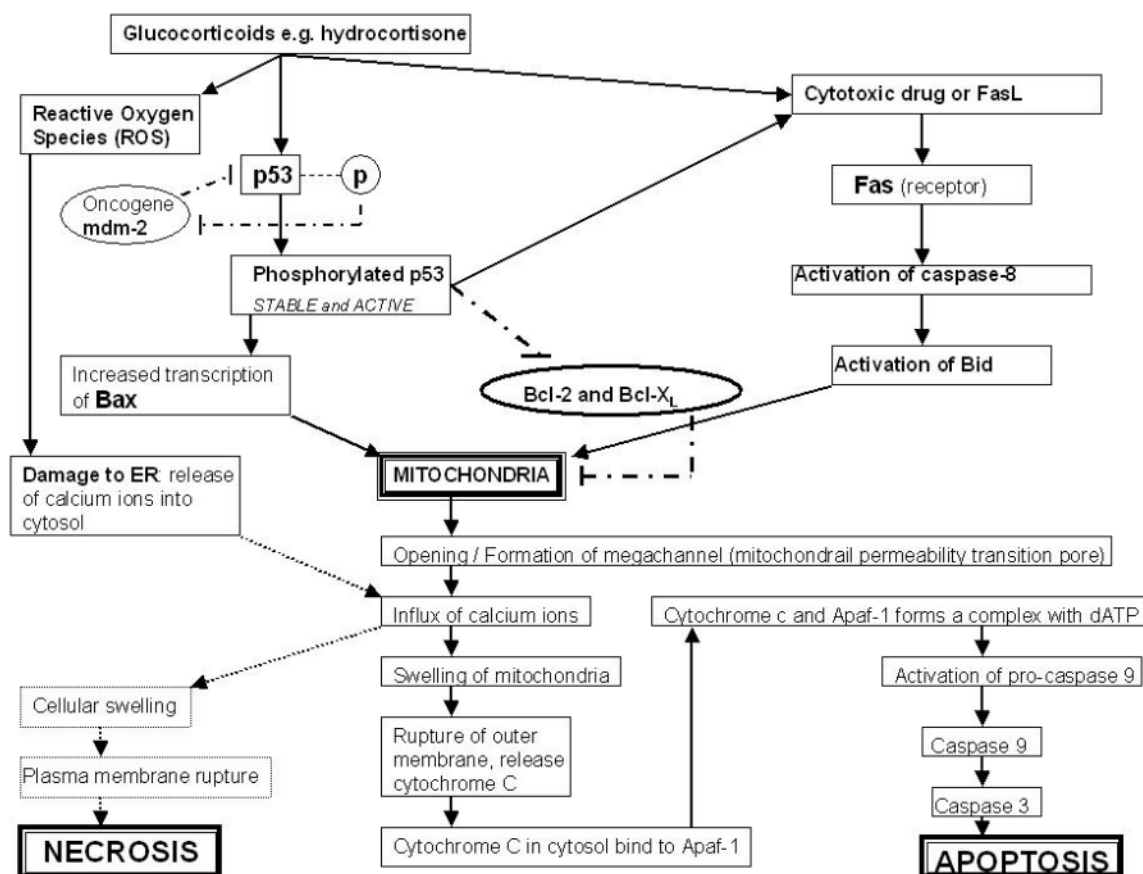 Glucocorticoids e.g. hydrocortisone
Reactive Oxygen
Species (ROS)
Cytotoxic drug or FasL
p53
p
Fas (receptor)
Oncogene
mdm-2
Phosphorylated p53
STABLE and ACTIVE
Activation of caspase-8
Increased transcription
of Bax
Bcl-2 and Bcl-XL
Activation of Bid
Damage to ER: release
of calcium ions into
cytosol
MITOCHONDRIA
Opening / Formation of megachannel (mitochondrail permeability transition pore)
Influx of calcium ions
Cytochrome c and Apaf-1 forms a complex with dATP
Swelling of mitochondria
Activation of pro-caspase 9
Cellular swelling
Rupture of outer
membrane, release
cytochrome C
Caspase 9
Plasma membrane rupture
Caspase 3
NECROSIS
Cytochrome C in cytosol bind to Apaf-1
APOPTOSIS